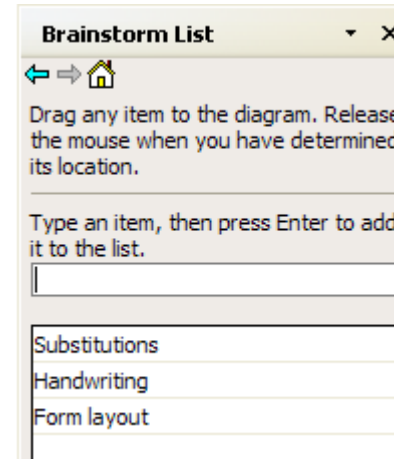 Brainstorm List
Drag any item to the diagram. Release
the mouse when you have determined
its location.
Type an item, then press Enter to add
it to the list.
Substitutions
Handwriting
Form layout